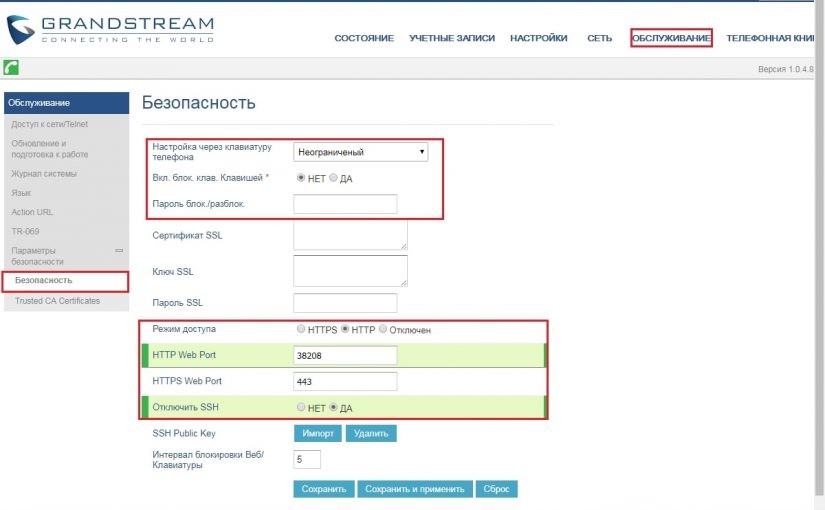 GRANDSTREAM
CONNECTING THE WORLD
СОСТОЯНИЕ УЧЕТНЫЕ ЗАПИСИ НАСТРОЙКИ СЕТЬ ОБСЛУЖИВАНИЕ ТЕЛЕФОННАЯ КНИ
Версия 1.0.4.8
Обслуживание
Доступ к сети/Telnet
Обновление и
подготовка к работе
Журнал системы
Язык
Action URL
TR-069
Параметры
безопасности
Безопасность
Trusted CA Certificates
Безопасность
Настройка через клавиатуру
телефона
Неограниченый
Вкл. блок. клав. Клавишей * НЕТ ДА
Пароль блок./разблок.
Сертификат SSL
Ключ SSL
Пароль SSL
Режим доступа HTTPS HTTP Отключен
HTTP Web Port 38208
HTTPS Web Port 443
Отключить SSH НЕТ ДА
SSH Public Key Импорт Удалить
Интервал блокировки Веб/
Клавиатуры
5
Сохранить Сохранить и применить Сброс